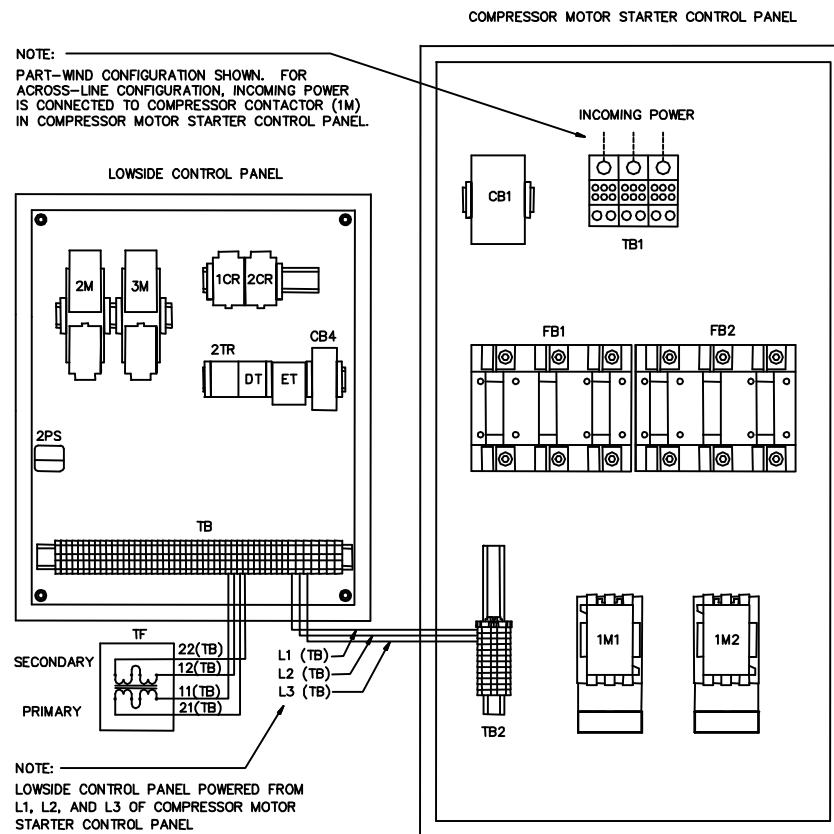 COMPRESSOR MOTOR STARTER CONTROL PANEL
NOTE:
PART-WIND CONFIGURATION SHOWN. FOR
ACROSS-LINE CONFIGURATION, INCOMING POWER
IS CONNECTED TO COMPRESSOR CONTACTOR (1M)
IN COMPRESSOR MOTOR STARTER CONTROL PANEL.
INCOMING POWER
CB1
TB1
LOWSIDE CONTROL PANEL
2M
3M
1CR
2CR
CB4
2TR
DT
ET
FB1
FB2
2PS
TB
TF
SECONDARY
22(TB)
12(TB)
11(TB)
PRIMARY
21(TB)
L1 (TB)
L2 (TB)
L3 (TB)
1M1
1M2
TB2
NOTE:
LOWSIDE CONTROL PANEL POWERED FROM
L1, L2, AND L3 OF COMPRESSOR MOTOR
STARTER CONTROL PANEL